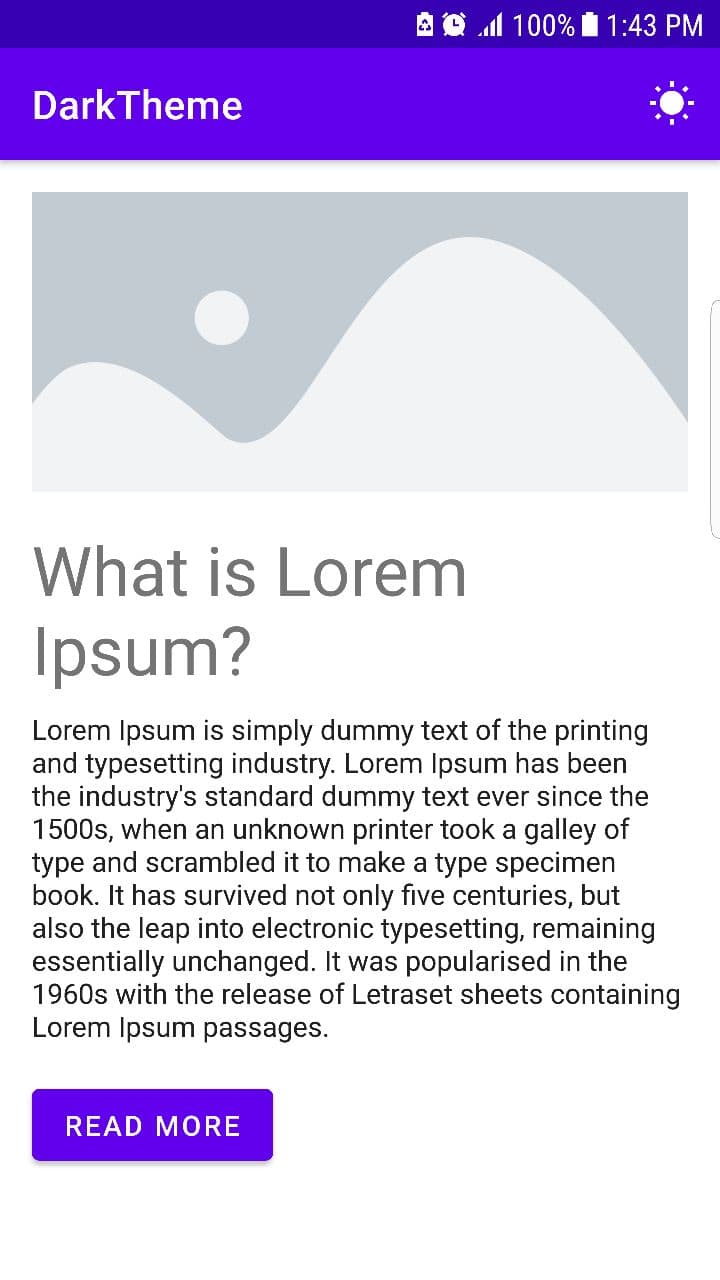 100% 1:43 PM
DarkTheme
What is Lorem
Ipsum?
Lorem Ipsum is simply dummy text of the printing
and typesetting industry. Lorem Ipsum has been
the industry's standard dummy text ever since the
1500s, when an unknown printer took a galley of
type and scrambled it to make a type specimen
book. It has survived not only five centuries, but
also the leap into electronic typesetting, remaining
essentially unchanged. It was popularised in the
1960s with the release of Letraset sheets containing
Lorem Ipsum passages.
READ MORE